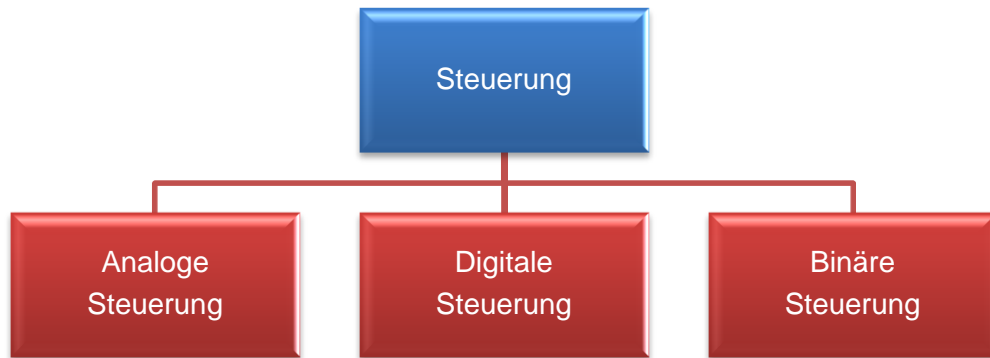 Steuerung
Analoge
Steuerung
Digitale
Steuerung
Binäre
Steuerung